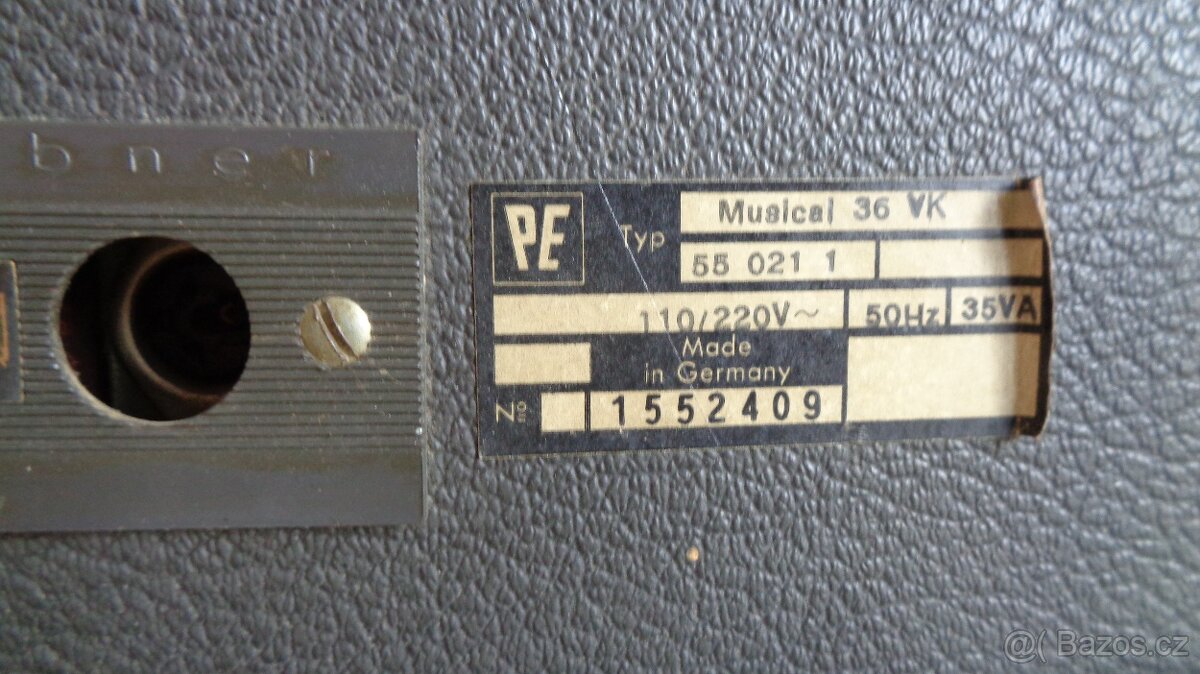 bner
PE
Typ
Musical 36 VK
55 021 1
110/220V~
50Hz
35VA
Made
in Germany
№
1552409
@( Bazos.cz